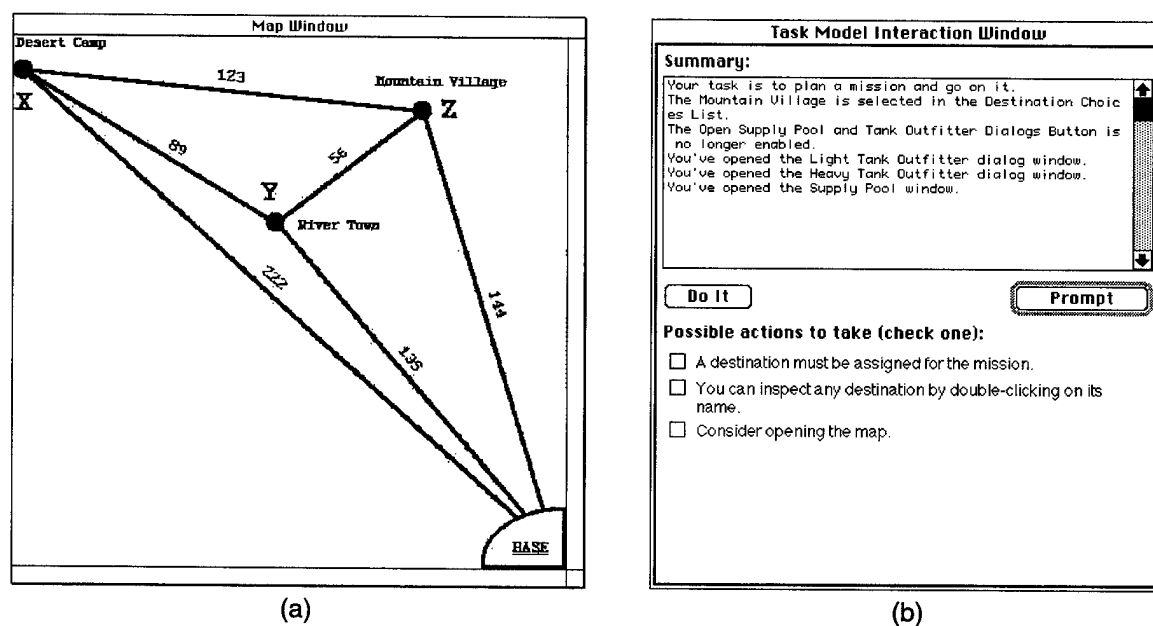 Map Window
Desert Camp
123
Mountain Village
X
Z
89
56
Y
River Town
222
144
135
BASE
(a)
Task Model Interaction Window
Summary:
Your task is to plan a mission and go on it.
The Mountain Village is selected in the Destination Choic
es List.
The Open Supply Pool and Tank Outfitter Dialogs Button is
no longer enabled.
You've opened the Light Tank Outfitter dialog window.
You've opened the Heavy Tank Outfitter dialog window.
You've opened the Supply Pool window.
Do It
Prompt
Possible actions to take (check one):
A destination must be assigned for the mission.
You can inspect any destination by double-clicking on its
name.
Consider opening the map.
(b)